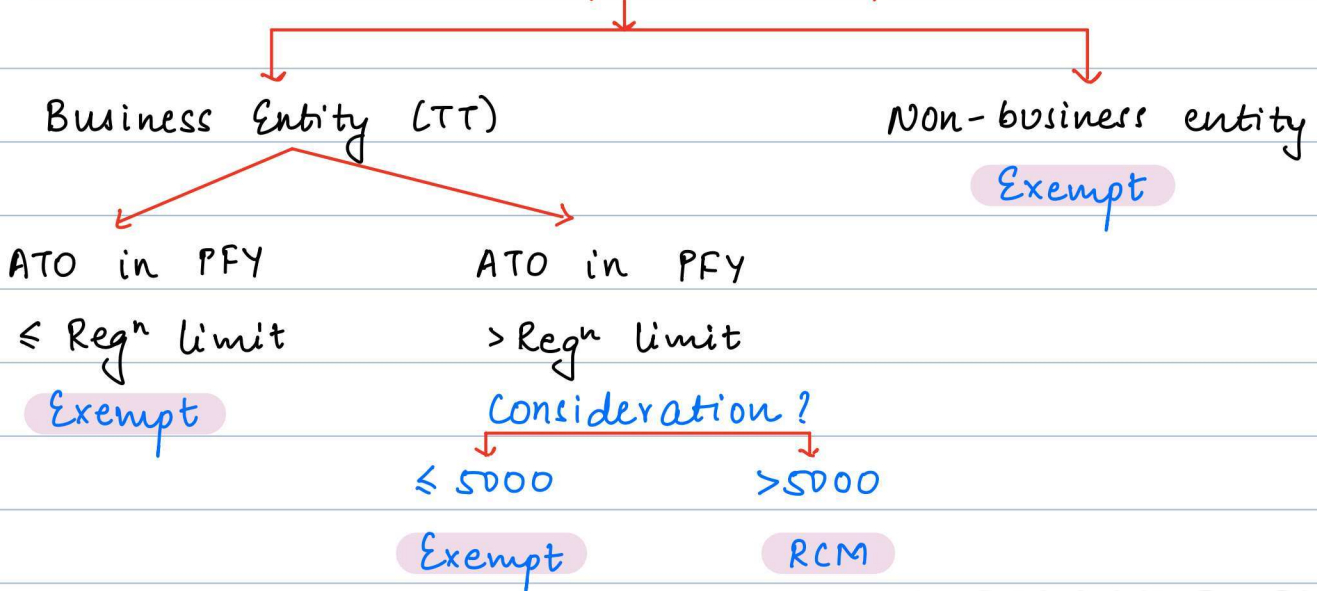 Business Entity (TT)
Non-business entity
Exempt
ATO in PFY
≤ Regⁿ limit
Exempt
ATO in PFY
> Regⁿ limit
Consideration?
≤ 5000
Exempt
>5000
RCM